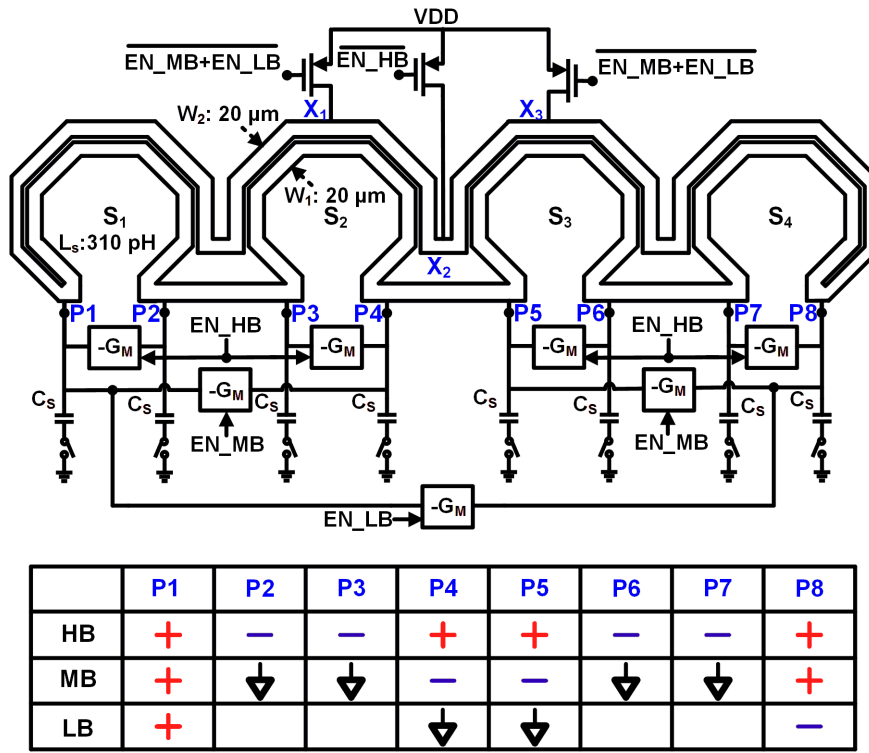 VDD
EN_MB+EN_LB
EN_HB
EN_MB+EN_LB
X1
X3
W2: 20 µm
W1: 20 µm
S1
S2
S3
S4
Ls:310 pH
X2
P1
P2
P3
P4
P5
P6
P7
P8
EN_HB
EN_HB
-GM
-GM
-GM
-GM
-GM
-GM
Cs
Cs
Cs
Cs
Cs
Cs
EN_MB
EN_MB
-GM
EN_LB
P1 P2 P3 P4 P5 P6 P7 P8
HB + − − + + − − +
MB + − − +
LB + −